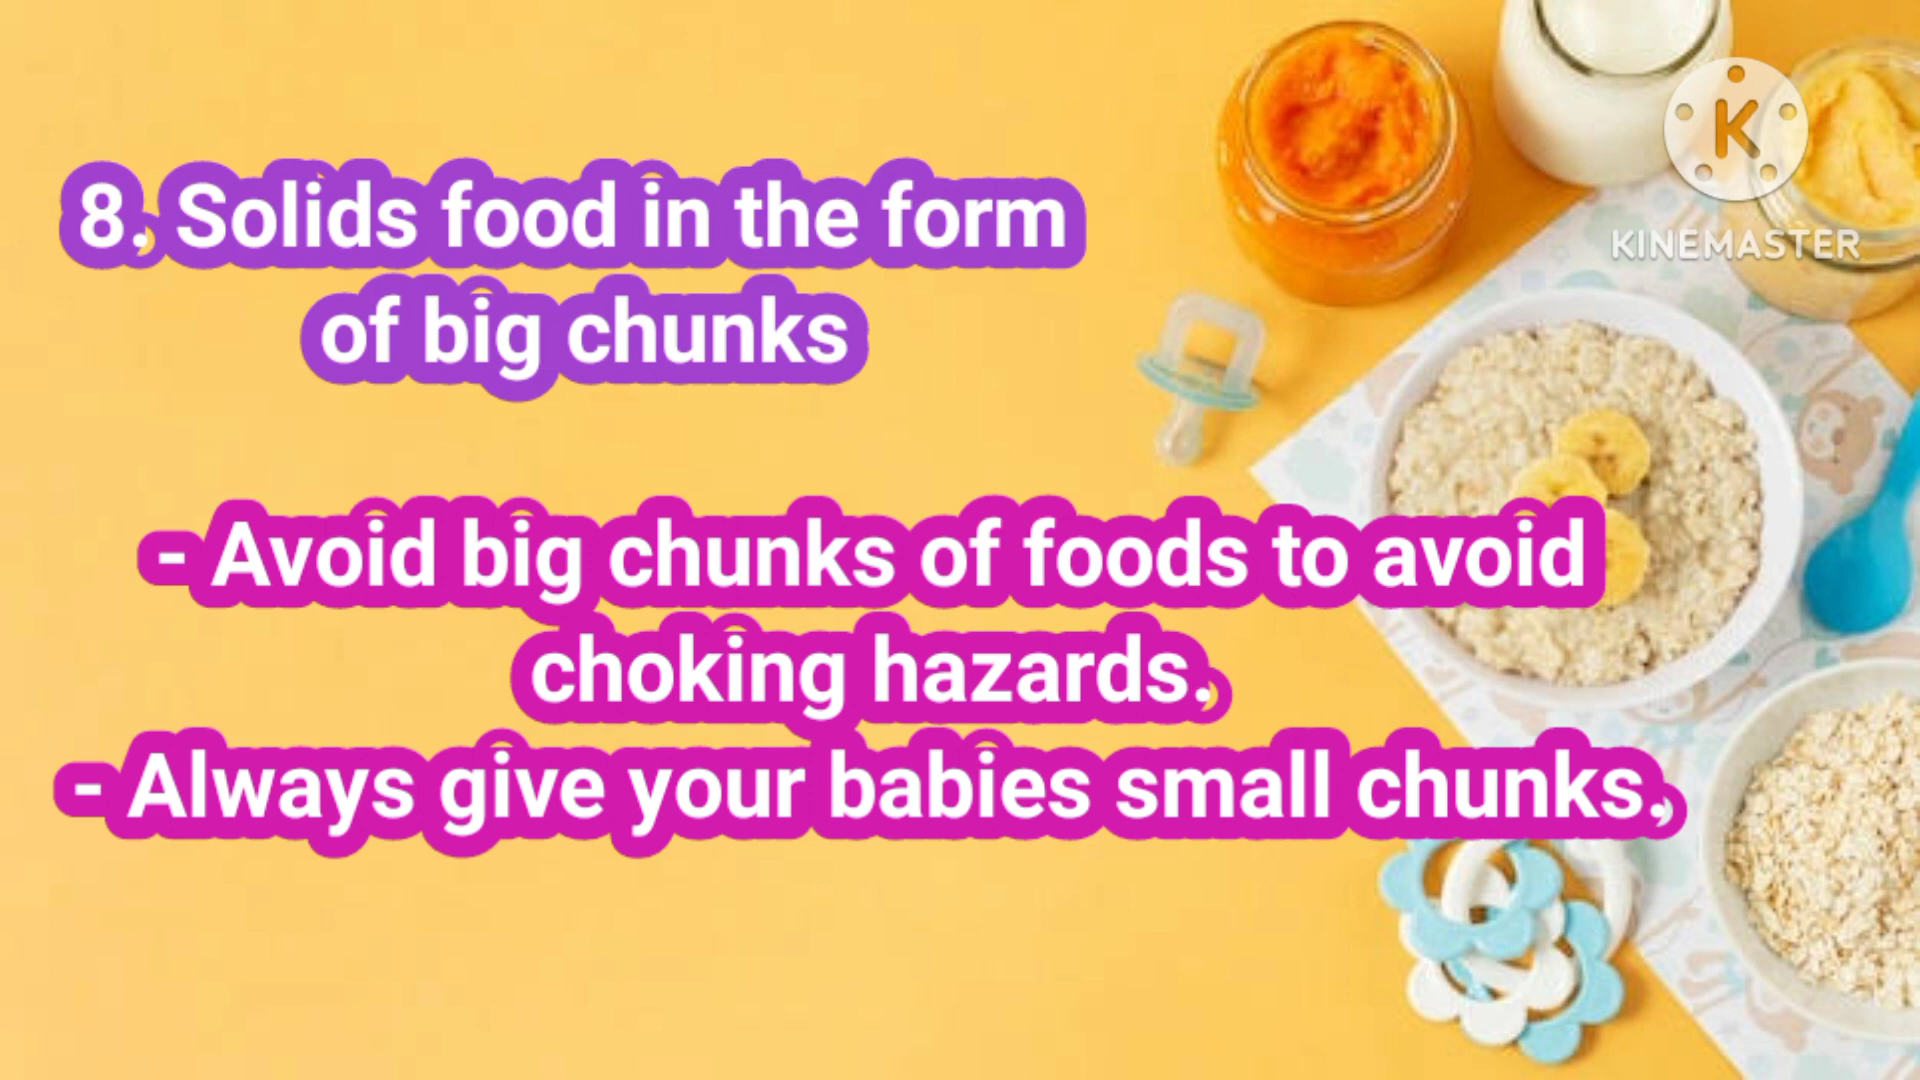 8. Solids food in the form
of big chunks
- Avoid big chunks of foods to avoid
choking hazards.
- Always give your babies small chunks.
K
KINEMASTER